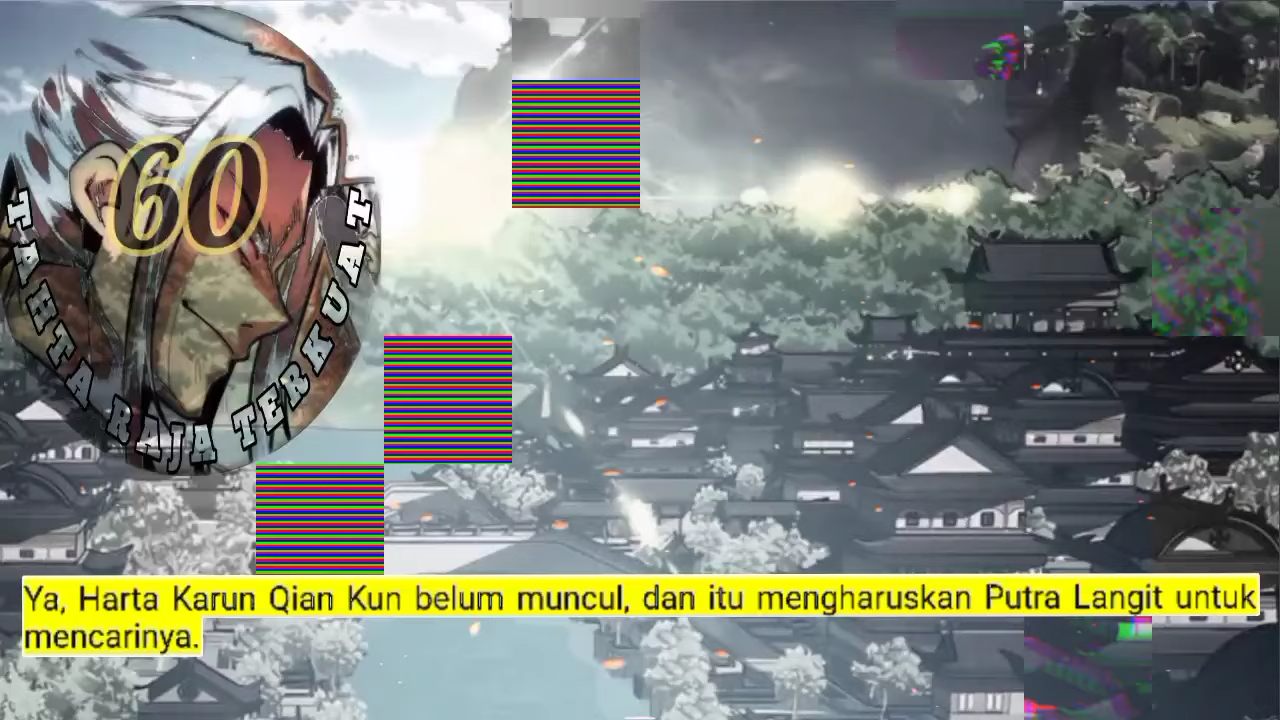 60
TAHTA RAJA TERKUAT
Ya, Harta Karun Qian Kun belum muncul, dan itu mengharuskan Putra Langit untuk
mencarinya.